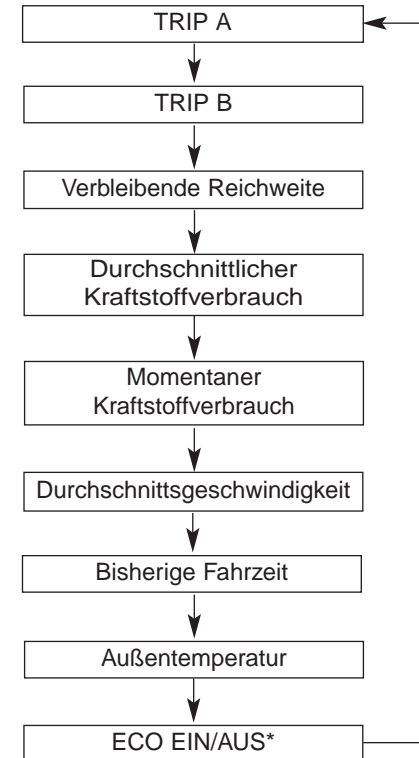 TRIP A
TRIP B
Verbleibende Reichweite
Durchschnittlicher
Kraftstoffverbrauch
Momentaner
Kraftstoffverbrauch
Durchschnittsgeschwindigkeit
Bisherige Fahrzeit
Außentemperatur
ECO EIN/AUS*